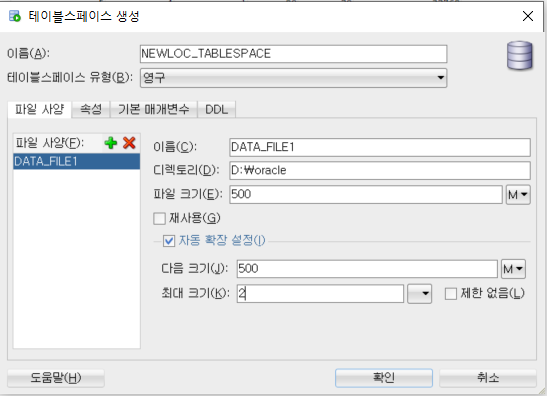 테이블스페이스 생성
이름(A): NEWLOC_TABLESPACE
테이블스페이스 유형(B): 영구
파일 사양 속성 기본 매개변수 DDL
파일 사양(F):
DATA_FILE1
이름(C): DATA_FILE1
디렉토리(D): D:₩oracle
파일 크기(E): 500 M
재사용(G)
자동 확장 설정(I)
다음 크기(J): 500 M
최대 크기(K): 2
제한 없음(L)
도움말(H) 확인 취소